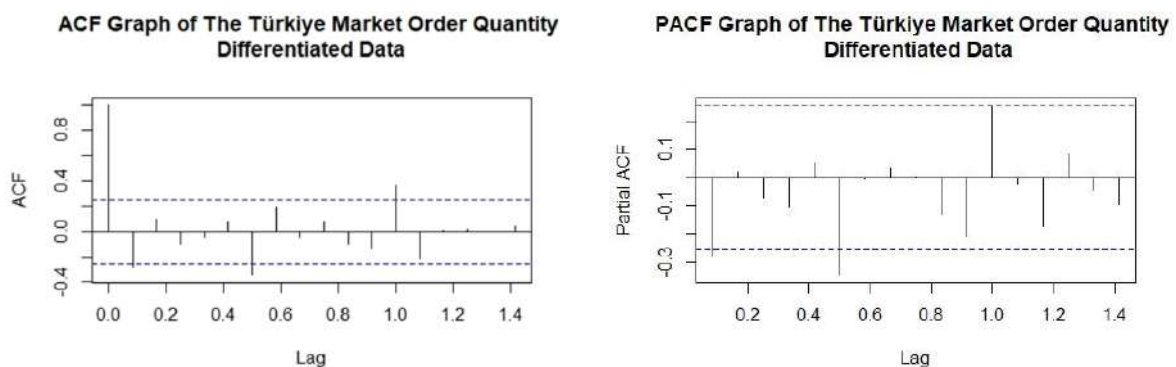 ACF Graph of The Türkiye Market Order Quantity
Differentiated Data
ACF
0.8
0.4
0.0
-0.4
0.0 0.2 0.4 0.6 0.8 1.0 1.2 1.4
Lag
PACF Graph of The Türkiye Market Order Quantity
Differentiated Data
Partial ACF
0.1
-0.1
-0.3
0.2 0.4 0.6 0.8 1.0 1.2 1.4
Lag